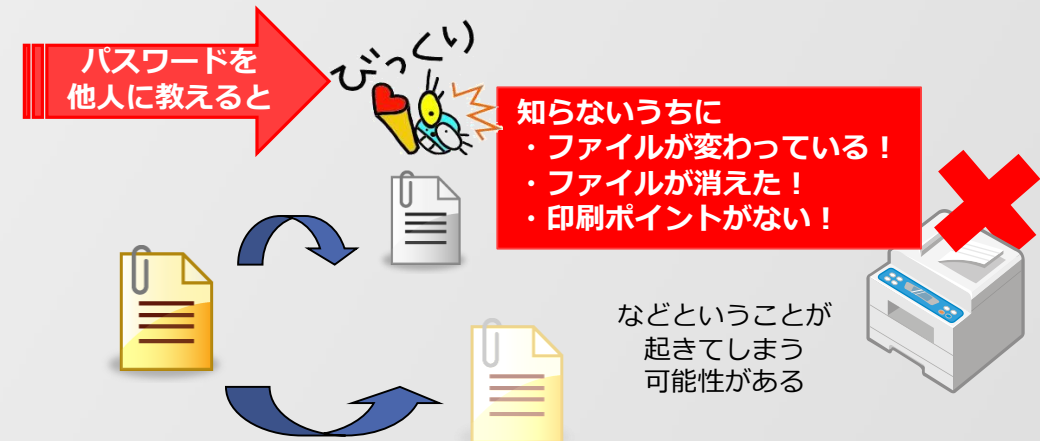 パスワードを
他人に教えると
びっくり
知らないうちに
・ファイルが変わっている！
・ファイルが消えた！
・印刷ポイントがない！
などということが
起きてしまう
可能性がある